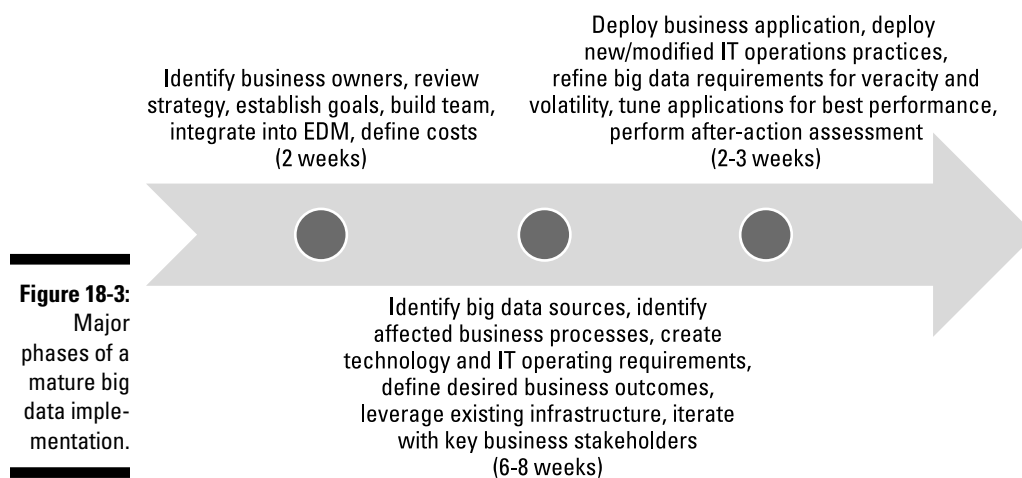 Deploy business application, deploy
new/modified IT operations practices,
refine big data requirements for veracity and
volatility, tune applications for best performance,
perform after-action assessment
(2-3 weeks)
Identify business owners, review
strategy, establish goals, build team,
integrate into EDM, define costs
(2 weeks)
Figure 18-3:
Major
phases of a
mature big
data imple-
mentation.
Identify big data sources, identify
affected business processes, create
technology and IT operating requirements,
define desired business outcomes,
leverage existing infrastructure, iterate
with key business stakeholders
(6-8 weeks)